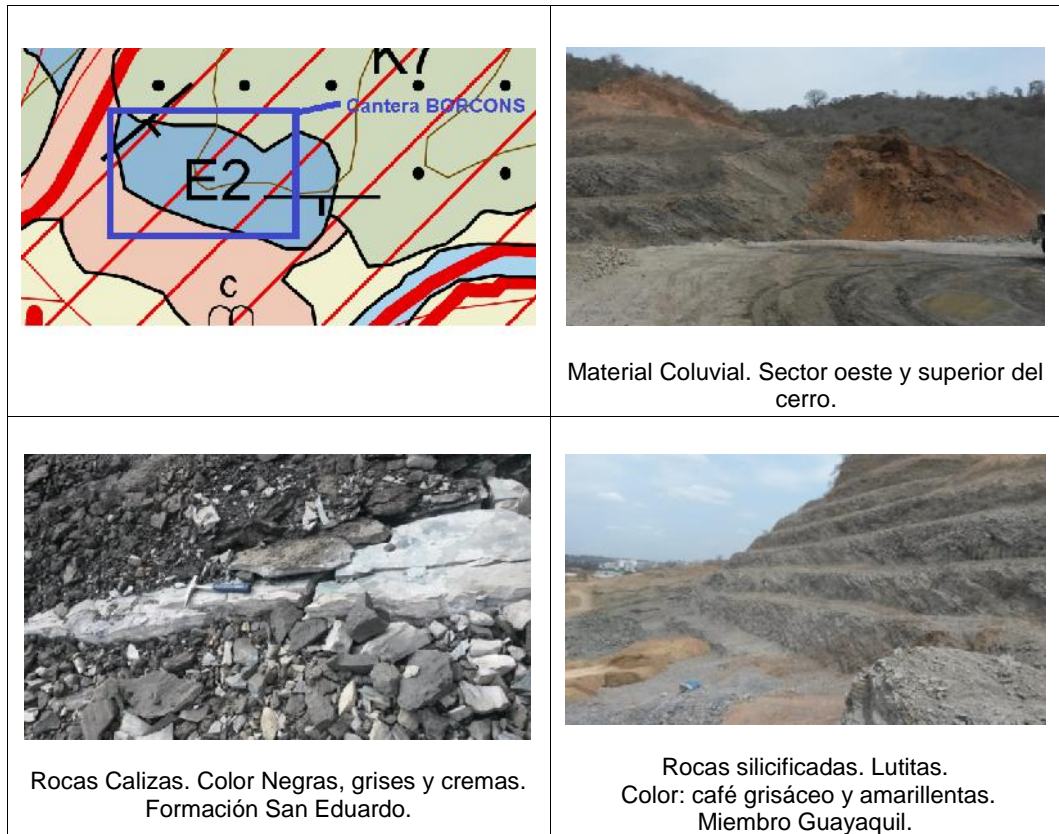 K7
Cantera BORCONS
E2
C
Material Coluvial. Sector oeste y superior del
cerro.
Rocas Calizas. Color Negras, grises y cremas.
Formación San Eduardo.
Rocas silicificadas. Lutitas.
Color: café grisáceo y amarillentas.
Miembro Guayaquil.